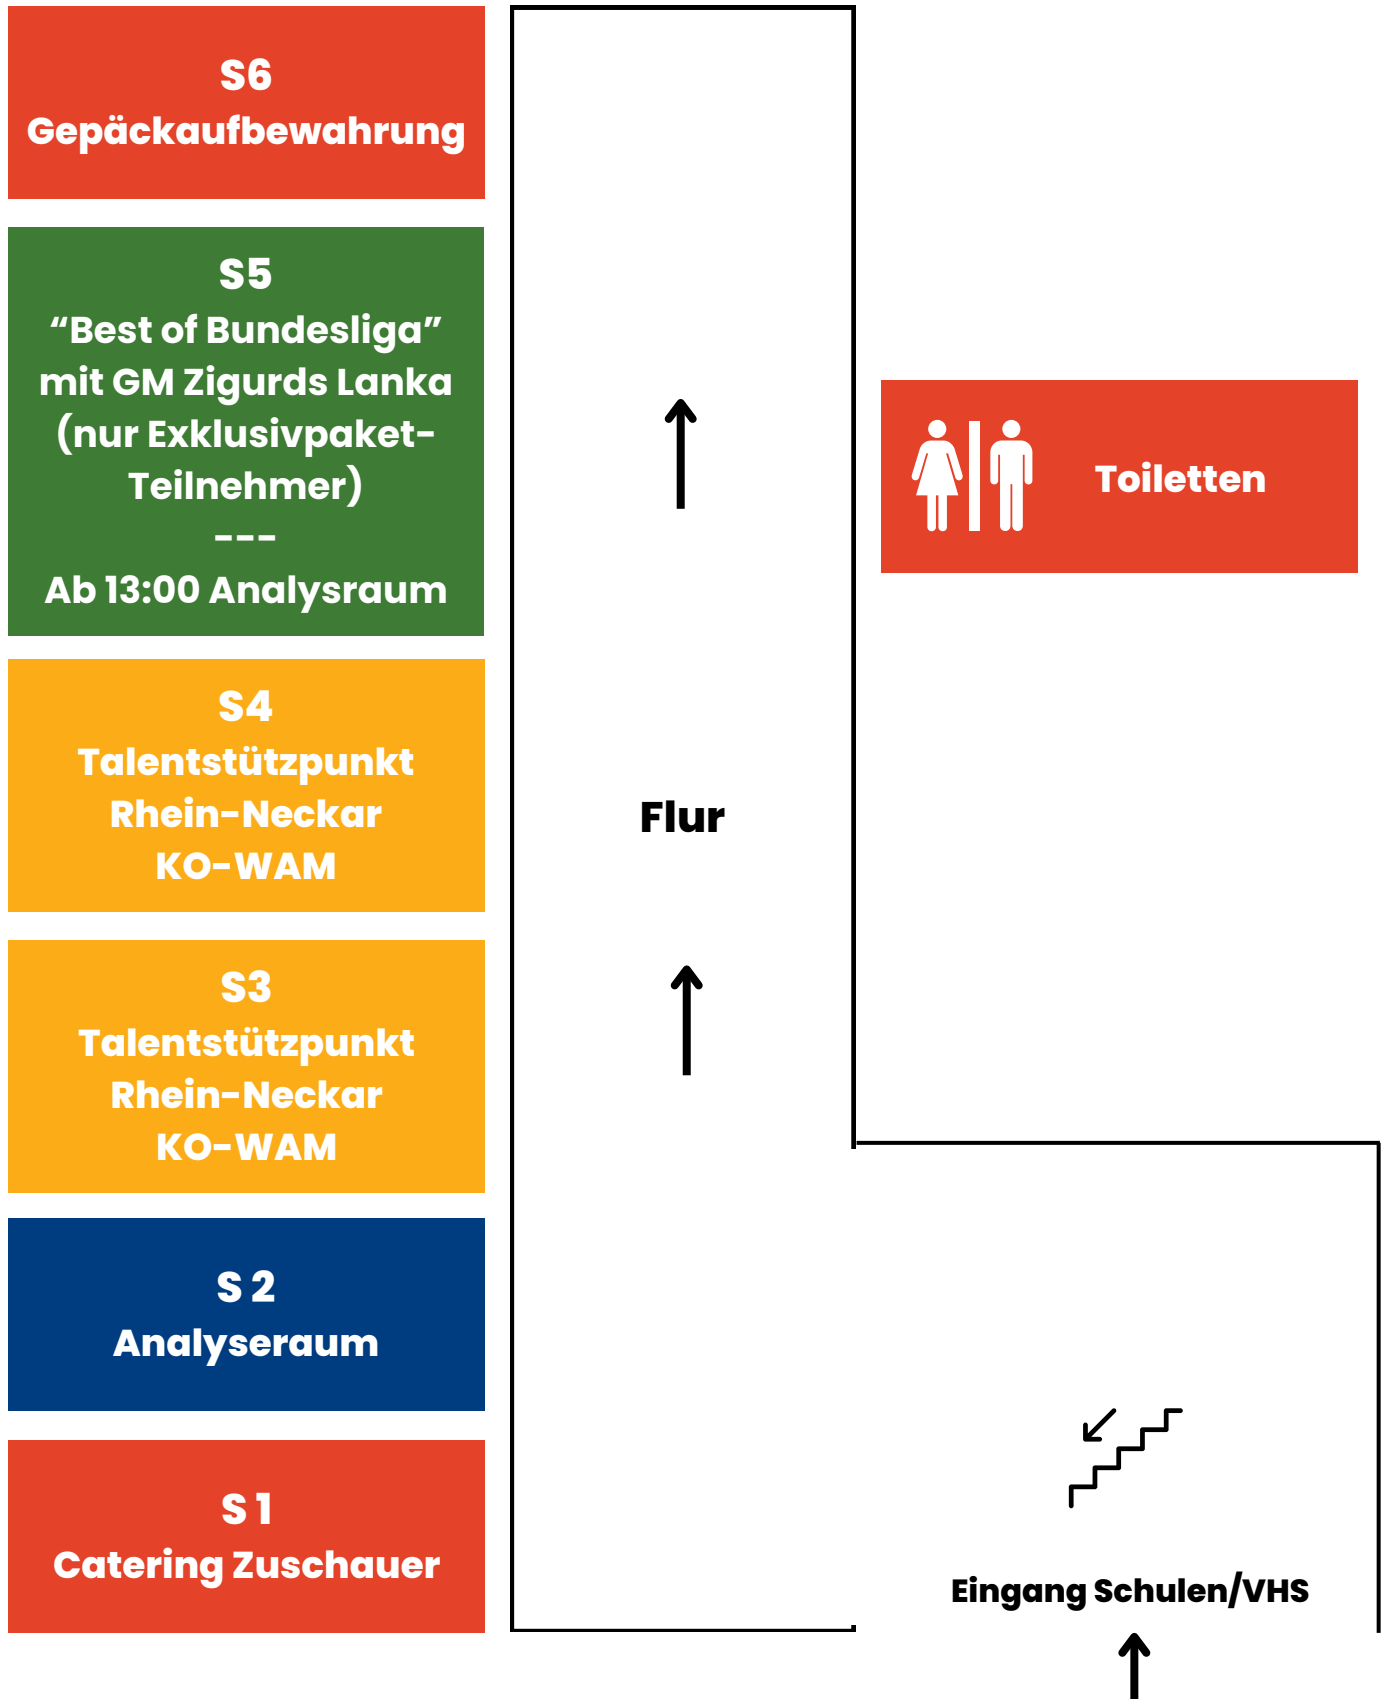 S6
Gepäckaufbewahrung
S5
“Best of Bundesliga”
mit GM Zigurds Lanka
(nur Exklusivpaket-
Teilnehmer)
---
Ab 13:00 Analysraum
Toiletten
S4
Talentstützpunkt
Rhein-Neckar
KO-WAM
Flur
S3
Talentstützpunkt
Rhein-Neckar
KO-WAM
S 2
Analyseraum
S 1
Catering Zuschauer
Eingang Schulen/VHS